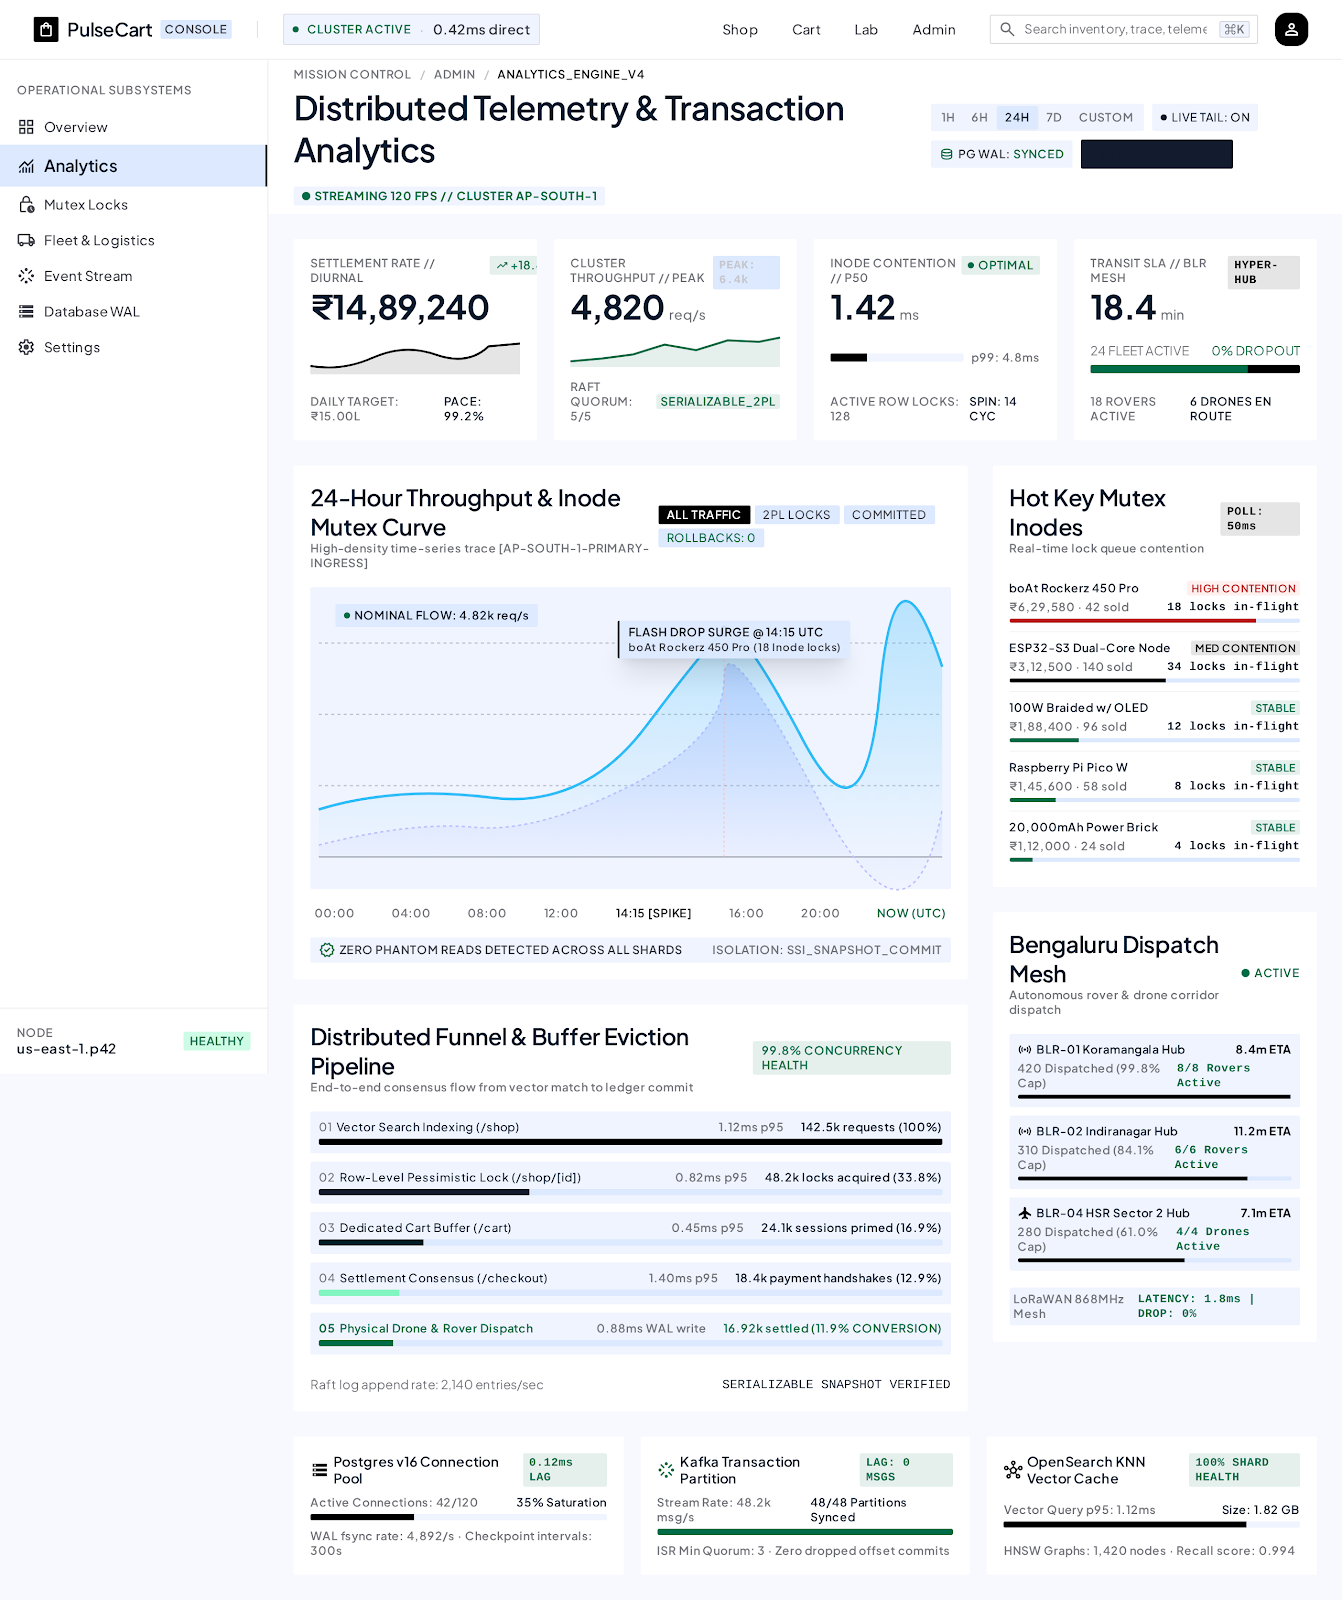 PulseCart CONSOLE
CLUSTER ACTIVE · 0.42ms direct
Shop Cart Lab Admin
Search inventory, trace, teleme ⌘K
OPERATIONAL SUBSYSTEMS
Overview
Analytics
Mutex Locks
Fleet & Logistics
Event Stream
Database WAL
Settings
NODE
us-east-1.p42
HEALTHY
MISSION CONTROL / ADMIN / ANALYTICS_ENGINE_V4
Distributed Telemetry & Transaction
Analytics
STREAMING 120 FPS // CLUSTER AP-SOUTH-1
1H 6H 24H 7D CUSTOM
LIVE TAIL: ON
PG WAL: SYNCED
SETTLEMENT RATE //
DIURNAL
+18.
₹14,89,240
DAILY TARGET:
₹15.00L
PACE:
99.2%
CLUSTER
THROUGHPUT // PEAK
PEAK:
6.4k
4,820 req/s
RAFT
QUORUM:
5/5
SERIALIZABLE_2PL
INODE CONTENTION
// P50
OPTIMAL
1.42 ms
p99: 4.8ms
ACTIVE ROW LOCKS:
128
SPIN: 14
CYC
TRANSIT SLA // BLR
MESH
HYPER-
HUB
18.4 min
24 FLEET ACTIVE 0% DROPOUT
18 ROVERS
ACTIVE
6 DRONES EN
ROUTE
24-Hour Throughput & Inode
Mutex Curve
High-density time-series trace [AP-SOUTH-1-PRIMARY-
INGRESS]
ALL TRAFFIC 2PL LOCKS COMMITTED
ROLLBACKS: 0
NOMINAL FLOW: 4.82k req/s
FLASH DROP SURGE @ 14:15 UTC
boAt Rockerz 450 Pro (18 Inode locks)
00:00 04:00 08:00 12:00 14:15 [SPIKE] 16:00 20:00 NOW (UTC)
ZERO PHANTOM READS DETECTED ACROSS ALL SHARDS
ISOLATION: SSI_SNAPSHOT_COMMIT
Hot Key Mutex
Inodes
Real-time lock queue contention
POLL:
50ms
boAt Rockerz 450 Pro HIGH CONTENTION
₹6,29,580 · 42 sold 18 locks in-flight
ESP32-S3 Dual-Core Node MED CONTENTION
₹3,12,500 · 140 sold 34 locks in-flight
100W Braided w/ OLED STABLE
₹1,88,400 · 96 sold 12 locks in-flight
Raspberry Pi Pico W STABLE
₹1,45,600 · 58 sold 8 locks in-flight
20,000mAh Power Brick STABLE
₹1,12,000 · 24 sold 4 locks in-flight
Bengaluru Dispatch
Mesh
Autonomous rover & drone corridor
dispatch
ACTIVE
BLR-01 Koramangala Hub 8.4m ETA
420 Dispatched (99.8%
Cap)
8/8 Rovers
Active
BLR-02 Indiranagar Hub 11.2m ETA
310 Dispatched (84.1%
Cap)
6/6 Rovers
Active
BLR-04 HSR Sector 2 Hub 7.1m ETA
280 Dispatched (61.0%
Cap)
4/4 Drones
Active
LoRaWAN 868MHz
Mesh
LATENCY: 1.8ms |
DROP: 0%
Distributed Funnel & Buffer Eviction
Pipeline
End-to-end consensus flow from vector match to ledger commit
99.8% CONCURRENCY
HEALTH
01 Vector Search Indexing (/shop) 1.12ms p95 142.5k requests (100%)
02 Row-Level Pessimistic Lock (/shop/[id]) 0.82ms p95 48.2k locks acquired (33.8%)
03 Dedicated Cart Buffer (/cart) 0.45ms p95 24.1k sessions primed (16.9%)
04 Settlement Consensus (/checkout) 1.40ms p95 18.4k payment handshakes (12.9%)
05 Physical Drone & Rover Dispatch 0.88ms WAL write 16.92k settled (11.9% CONVERSION)
Raft log append rate: 2,140 entries/sec SERIALIZABLE SNAPSHOT VERIFIED
Postgres v16 Connection
Pool
0.12ms
LAG
Active Connections: 42/120 35% Saturation
WAL fsync rate: 4,892/s · Checkpoint intervals:
300s
Kafka Transaction
Partition
LAG: 0
MSGS
Stream Rate: 48.2k
msg/s
48/48 Partitions
Synced
ISR Min Quorum: 3 · Zero dropped offset commits
OpenSearch KNN
Vector Cache
100% SHARD
HEALTH
Vector Query p95: 1.12ms Size: 1.82 GB
HNSW Graphs: 1,420 nodes · Recall score: 0.994